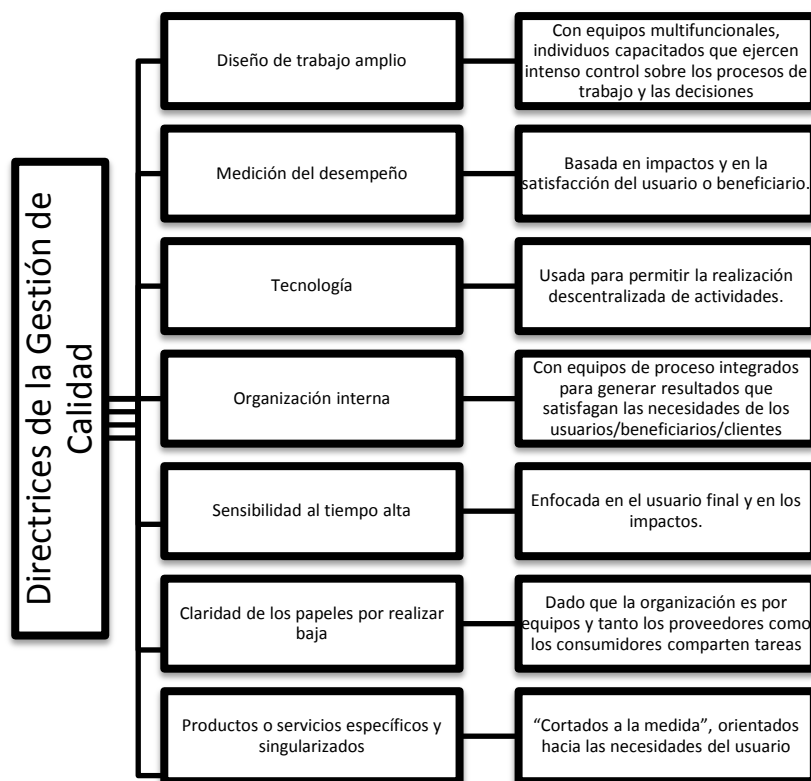 Directrices de la Gestión de
Calidad
Diseño de trabajo amplio
Con equipos multifuncionales,
individuos capacitados que ejercen
intenso control sobre los procesos de
trabajo y las decisiones
Medición del desempeño
Basada en impactos y en la
satisfacción del usuario o beneficiario.
Tecnología
Usada para permitir la realización
descentralizada de actividades.
Organización interna
Con equipos de proceso integrados
para generar resultados que
satisfagan las necesidades de los
usuarios/beneficiarios/clientes
Sensibilidad al tiempo alta
Enfocada en el usuario final y en los
impactos.
Claridad de los papeles por realizar
baja
Dado que la organización es por
equipos y tanto los proveedores como
los consumidores comparten tareas
Productos o servicios específicos y
singularizados
“Cortados a la medida”, orientados
hacia las necesidades del usuario